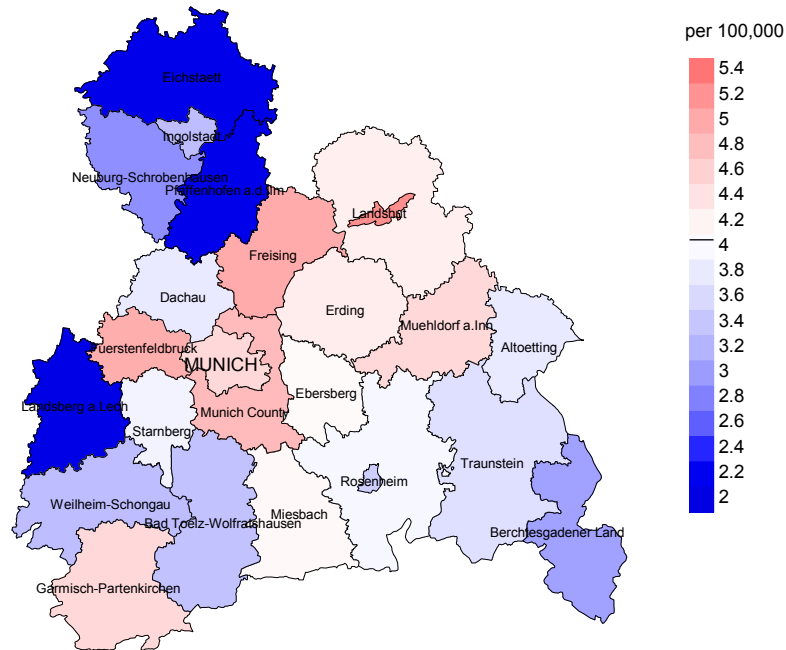 per 100,000
5.4
5.2
5
4.8
4.6
4.4
4.2
4
3.8
3.6
3.4
3.2
3
2.8
2.6
2.4
2.2
2
Eichstaett
Ingolstadt
Neuburg-Schrobenhausen
Pfaffenhofen a.d.Ilm
Landshot
Freising
Dachau
Erding
Muehldorf a.Inn
Altoetting
Fuerstenfeldbruck
MUNICH
Ebersberg
Landsberg a.Lech
Munich County
Starnberg
Traunstein
Rosenheim
Weilheim-Schongau
Miesbach
Bad Toelz-Wolfratshausen
Berchtesgadener Land
Garmisch-Partenkirchen